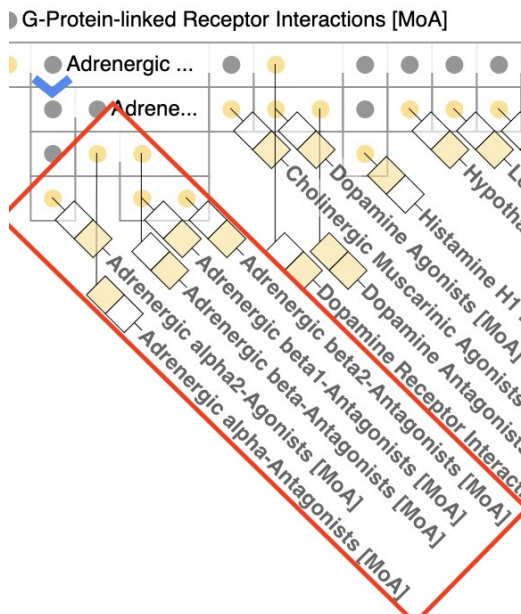 G-Protein-linked Receptor Interactions [MoA]
Adrenergic ...
Adrene...
Adrenergic alpha-Antagonists [MoA]
Adrenergic alpha2-Agonists [MoA]
Adrenergic beta-Antagonists [MoA]
Adrenergic beta1-Antagonists [MoA]
Adrenergic beta2-Antagonists [MoA]
Dopamine Receptor Interact
Cholinergic Muscarinic Agonists
Dopamine Antagonists
Dopamine Agonists [MoA]
Histamine H1
Hypotha